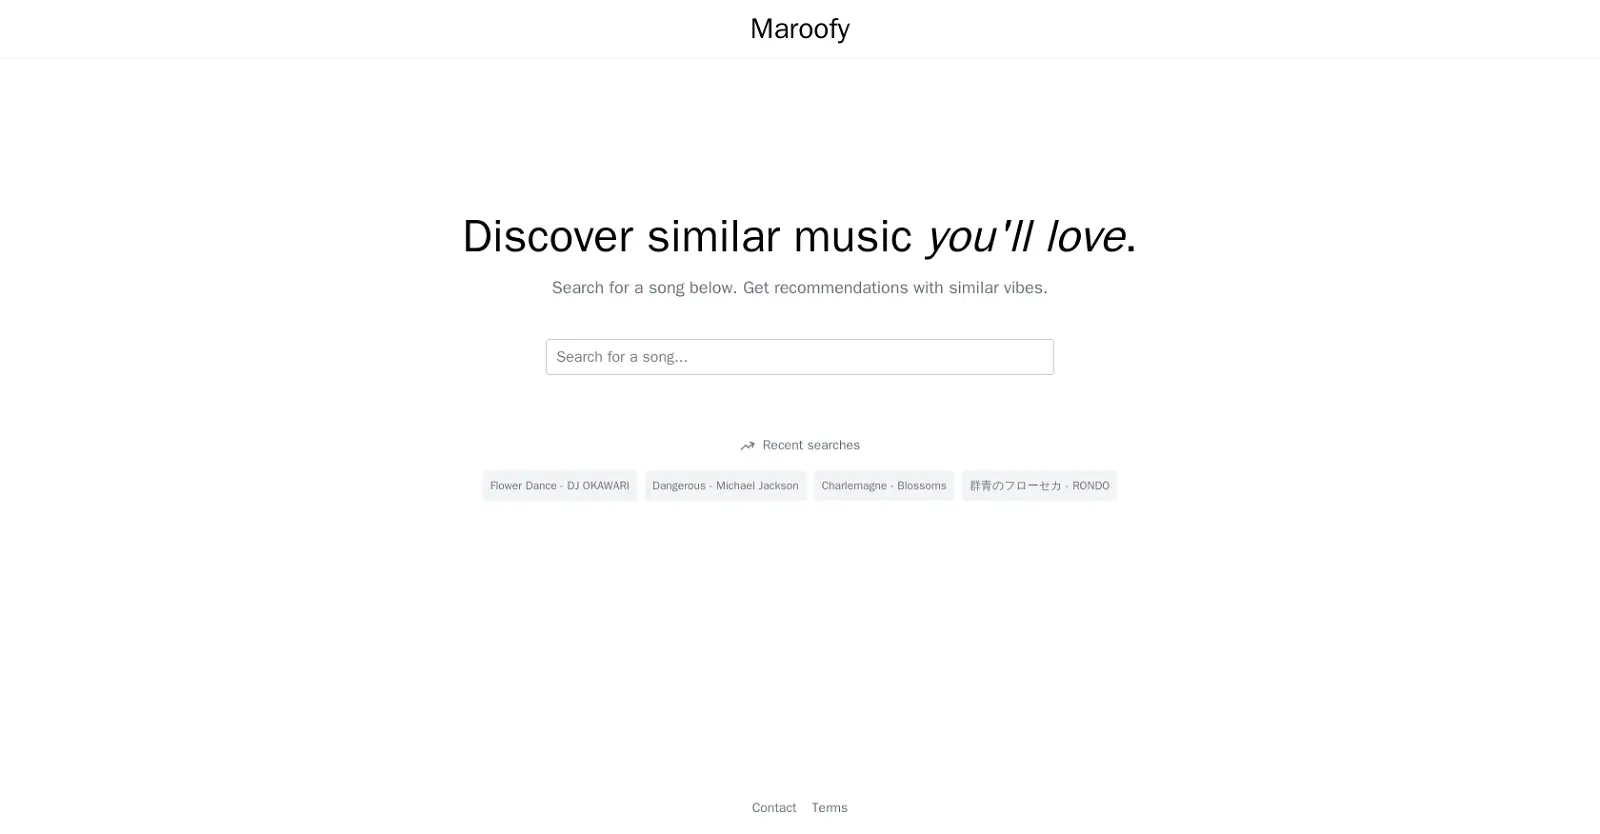 Maroofy
Discover similar music you'll love.
Search for a song below. Get recommendations with similar vibes.
Search for a song...
Recent searches
Flower Dance - DJ OKAWARI
Dangerous - Michael Jackson
Charlemagne - Blossoms
群青のフローセカ - RONDO
Contact
Terms